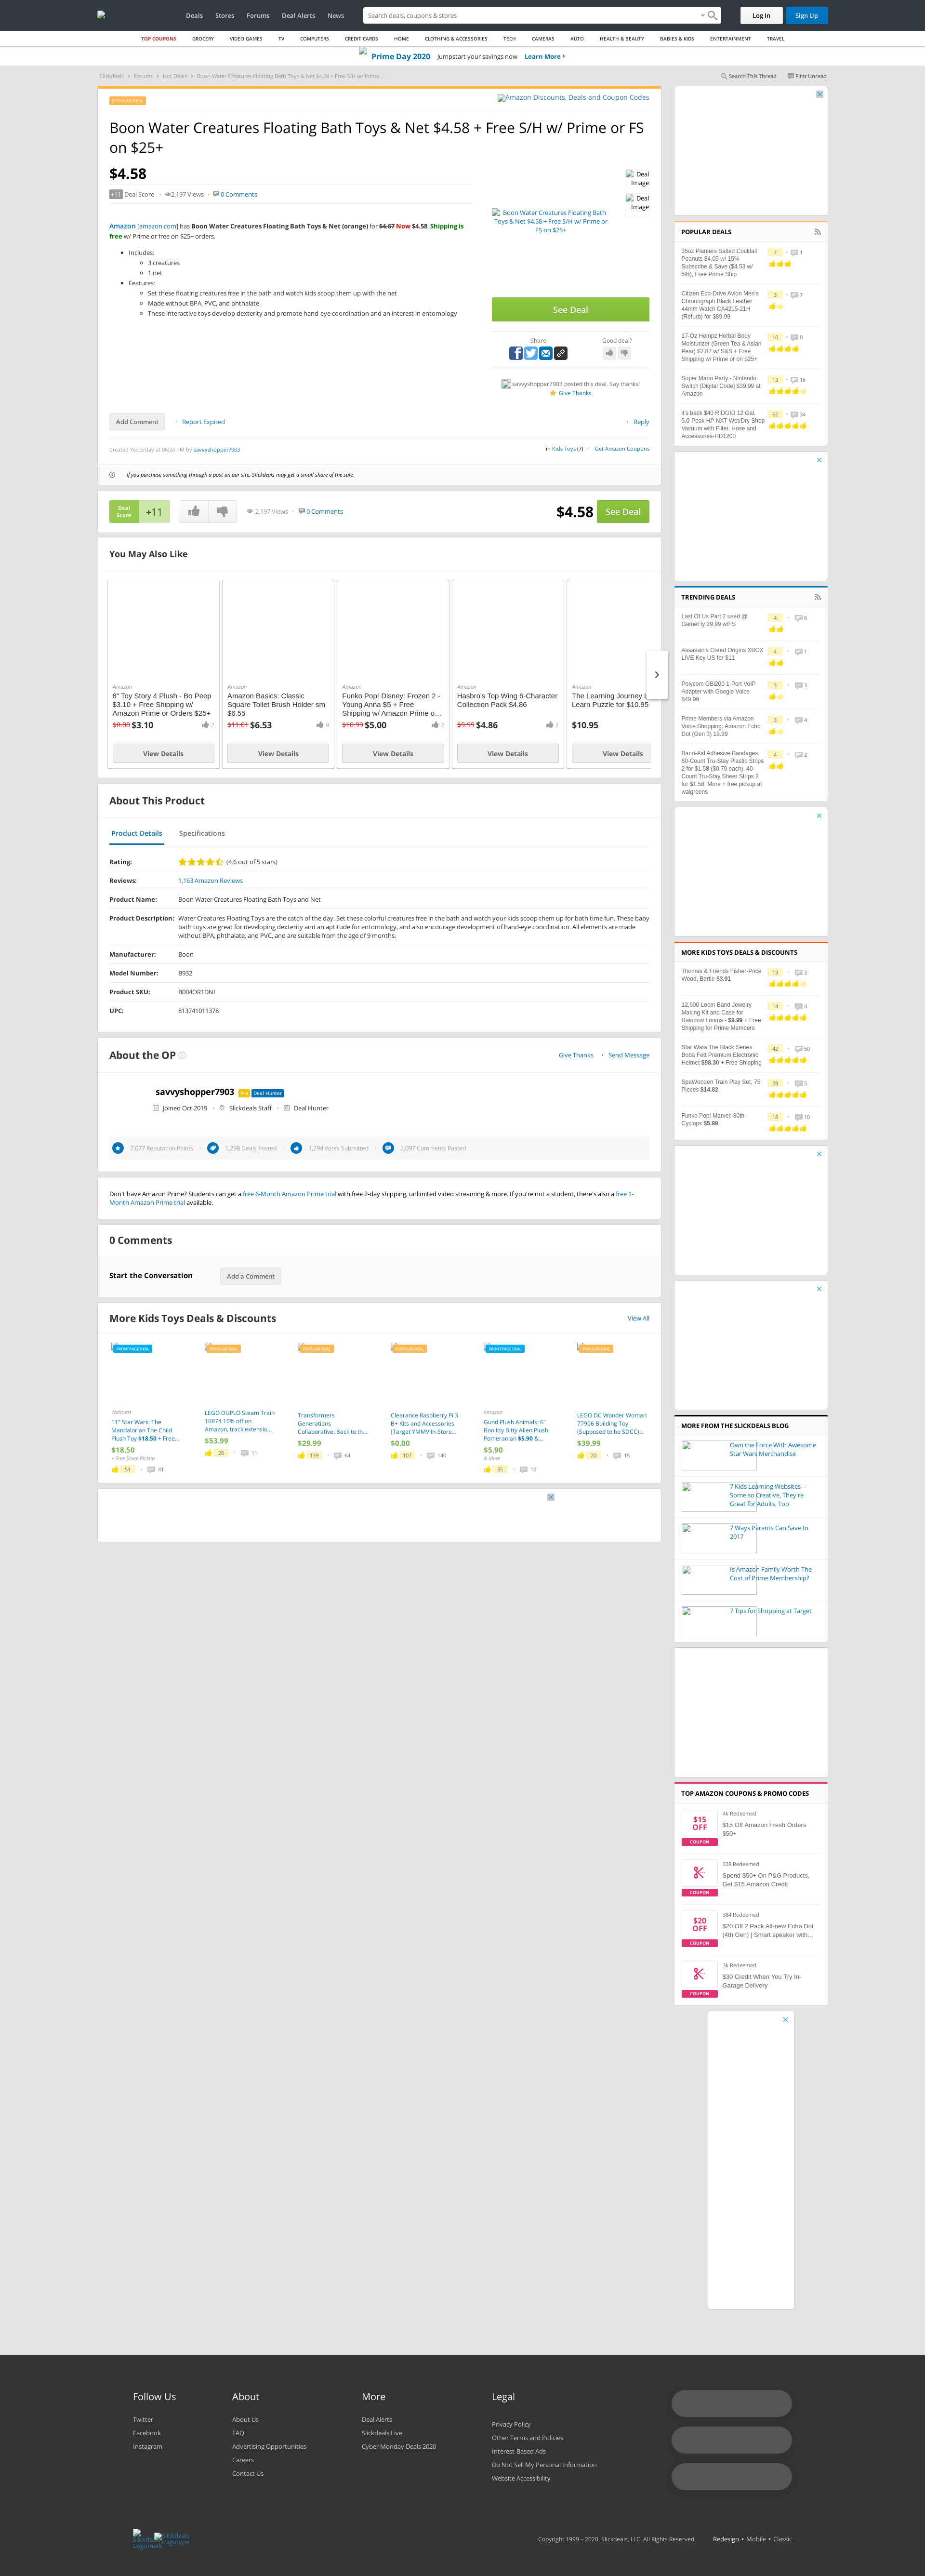 Deals Stores Forums Deal Alerts News
Search deals, coupons & stores
Log In Sign Up
TOP COUPONS GROCERY VIDEO GAMES TV COMPUTERS CREDIT CARDS HOME CLOTHING & ACCESSORIES TECH CAMERAS AUTO HEALTH & BEAUTY BABIES & KIDS ENTERTAINMENT TRAVEL
Prime Day 2020 Jumpstart your savings now Learn More ›
Slickdeals › Forums › Hot Deals › Boon Water Creatures Floating Bath Toys & Net $4.58 + Free S/H w/ Prime ...
Search This Thread First Unread
POPULAR DEAL
Amazon Discounts, Deals and Coupon Codes
Boon Water Creatures Floating Bath Toys & Net $4.58 + Free S/H w/ Prime or FS
on $25+
$4.58
+11 Deal Score · 2,197 Views · 0 Comments
Amazon [amazon.com] has Boon Water Creatures Floating Bath Toys & Net (orange) for $4.67 Now $4.58. Shipping is
free w/ Prime or free on $25+ orders.
Includes:
3 creatures
1 net
Features:
Set these floating creatures free in the bath and watch kids scoop them up with the net
Made without BPA, PVC, and phthalate
These interactive toys develop dexterity and promote hand-eye coordination and an interest in entomology
Boon Water Creatures Floating Bath
Toys & Net $4.58 + Free S/H w/ Prime or
FS on $25+
Deal
Image
Deal
Image
See Deal
Share Good deal?
savvyshopper7903 posted this deal. Say thanks!
Give Thanks
Add Comment · Report Expired · Reply
Created Yesterday at 06:24 PM by savvyshopper7903
in Kids Toys (7) · Get Amazon Coupons
If you purchase something through a post on our site, Slickdeals may get a small share of the sale.
Deal
Score
+11
2,197 Views · 0 Comments
$4.58 See Deal
You May Also Like
Amazon
8" Toy Story 4 Plush - Bo Peep
$3.10 + Free Shipping w/
Amazon Prime or Orders $25+
$8.00 $3.10 2
View Details
Amazon
Amazon Basics: Classic
Square Toilet Brush Holder sm
$6.55
$11.01 $6.53 9
View Details
Amazon
Funko Pop! Disney: Frozen 2 -
Young Anna $5 + Free
Shipping w/ Amazon Prime o...
$10.99 $5.00 2
View Details
Amazon
Hasbro's Top Wing 6-Character
Collection Pack $4.86
$9.99 $4.86 2
View Details
Amazon
The Learning Journey
Learn Puzzle for $10.95
$10.95
View Details
About This Product
Product Details Specifications
Rating: (4.6 out of 5 stars)
Reviews: 1,163 Amazon Reviews
Product Name: Boon Water Creatures Floating Bath Toys and Net
Product Description: Water Creatures Floating Toys are the catch of the day. Set these colorful creatures free in the bath and watch your kids scoop them up for bath time fun. These baby
bath toys are great for developing dexterity and an aptitude for entomology, and also encourage development of hand-eye coordination. All elements are made
without BPA, phthalate, and PVC, and are suitable from the age of 9 months.
Manufacturer: Boon
Model Number: B932
Product SKU: B004OR1DNI
UPC: 813741011378
About the OP
Give Thanks · Send Message
savvyshopper7903 Pro Deal Hunter
Joined Oct 2019 · Slickdeals Staff · Deal Hunter
7,077 Reputation Points · 1,298 Deals Posted · 1,294 Votes Submitted · 2,097 Comments Posted
Don't have Amazon Prime? Students can get a free 6-Month Amazon Prime trial with free 2-day shipping, unlimited video streaming & more. If you're not a student, there's also a free 1-
Month Amazon Prime trial available.
0 Comments
Start the Conversation Add a Comment
More Kids Toys Deals & Discounts View All
FRONTPAGE DEAL
Walmart
11" Star Wars: The
Mandalorian The Child
Plush Toy $18.50 + Free...
$18.50
+ Free Store Pickup
51 · 41
POPULAR DEAL
LEGO DUPLO Steam Train
10874 10% off on
Amazon, track extensio...
$53.99
20 · 11
POPULAR DEAL
Transformers
Generations
Collaborative: Back to th...
$29.99
139 · 64
POPULAR DEAL
Clearance Raspberry Pi 3
B+ Kits and Accessories
(Target YMMV In-Store...
$0.00
107 · 140
FRONTPAGE DEAL
Amazon
Gund Plush Animals: 6"
Boo Itty Bitty Alien Plush
Pomeranian $5.90 &...
$5.90
& More
35 · 10
POPULAR DEAL
LEGO DC Wonder Woman
77906 Building Toy
(Supposed to be SDCC)...
$39.99
20 · 15
POPULAR DEALS
35oz Planters Salted Cocktail
Peanuts $4.05 w/ 15%
Subscribe & Save ($4.53 w/
5%), Free Prime Ship
7 · 1
Citizen Eco-Drive Avion Men's
Chronograph Black Leather
44mm Watch CA4215-21H
(Refurb) for $89.99
3 · 7
17-Oz Hempz Herbal Body
Moisturizer (Green Tea & Asian
Pear) $7.87 w/ S&S + Free
Shipping w/ Prime or on $25+
10 · 0
Super Mario Party - Nintendo
Switch [Digital Code] $39.99 at
Amazon
13 · 16
it's back $40 RIDGID 12 Gal.
5.0-Peak HP NXT Wet/Dry Shop
Vacuum with Filter, Hose and
Accessories-HD1200
62 · 34
TRENDING DEALS
Last Of Us Part 2 used @
GameFly 29.99 w/FS
4 · 6
Assassin's Creed Origins XBOX
LIVE Key US for $11
4 · 1
Polycom OBi200 1-Port VoIP
Adapter with Google Voice
$49.99
3 · 3
Prime Members via Amazon
Voice Shopping: Amazon Echo
Dot (Gen 3) 18.99
3 · 4
Band-Aid Adhesive Bandages:
60-Count Tru-Stay Plastic Strips
2 for $1.58 ($0.79 each), 40-
Count Tru-Stay Sheer Strips 2
for $1.58, More + free pickup at
walgreens
4 · 2
MORE KIDS TOYS DEALS & DISCOUNTS
Thomas & Friends Fisher-Price
Wood, Bertie $3.91
13 · 3
12,600 Loom Band Jewelry
Making Kit and Case for
Rainbow Looms - $9.99 + Free
Shipping for Prime Members
14 · 4
Star Wars The Black Series
Boba Fett Premium Electronic
Helmet $98.30 + Free Shipping
42 · 50
SpaWooden Train Play Set, 75
Pieces $14.82
28 · 5
Funko Pop! Marvel: 80th -
Cyclops $5.99
18 · 10
MORE FROM THE SLICKDEALS BLOG
Own the Force With Awesome
Star Wars Merchandise
7 Kids Learning Websites --
Some so Creative, They're
Great for Adults, Too
7 Ways Parents Can Save In
2017
Is Amazon Family Worth The
Cost of Prime Membership?
7 Tips for Shopping at Target
TOP AMAZON COUPONS & PROMO CODES
$15
OFF
COUPON
4k Redeemed
$15 Off Amazon Fresh Orders
$50+
COUPON
228 Redeemed
Spend $50+ On P&G Products,
Get $15 Amazon Credit
$20
OFF
COUPON
384 Redeemed
$20 Off 2 Pack All-new Echo Dot
(4th Gen) | Smart speaker with...
COUPON
3k Redeemed
$30 Credit When You Try In-
Garage Delivery
Follow Us
Twitter
Facebook
Instagram
About
About Us
FAQ
Advertising Opportunities
Careers
Contact Us
More
Deal Alerts
Slickdeals Live
Cyber Monday Deals 2020
Legal
Privacy Policy
Other Terms and Policies
Interest-Based Ads
Do Not Sell My Personal Information
Website Accessibility
Slickdeals
Logotype
Copyright 1999 – 2020. Slickdeals, LLC. All Rights Reserved. Redesign • Mobile • Classic